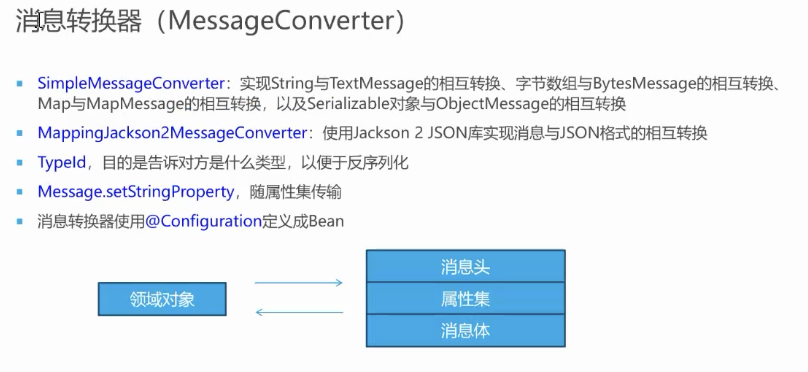 消息转换器（MessageConverter）
SimpleMessageConverter：实现String与TextMessage的相互转换、字节数组与BytesMessage的相互转换、
Map与MapMessage的相互转换，以及Serializable对象与ObjectMessage的相互转换
MappingJackson2MessageConverter：使用Jackson 2 JSON库实现消息与JSON格式的相互转换
TypeId，目的是告诉对方是什么类型，以便于反序列化
Message.setStringProperty，随属性集传输
消息转换器使用@Configuration定义成Bean
消息头
领域对象
属性集
消息体